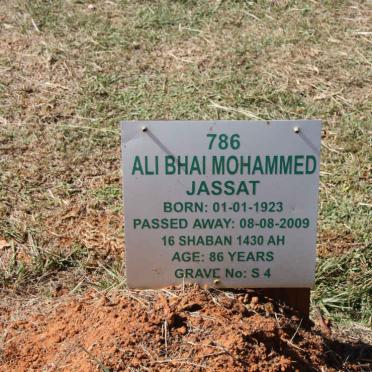 786
ALI BHAI MOHAMMED
JASSAT
BORN: 01-01-1923
PASSED AWAY: 08-08-2009
16 SHABAN 1430 AH
AGE: 86 YEARS
GRAVE No: S 4